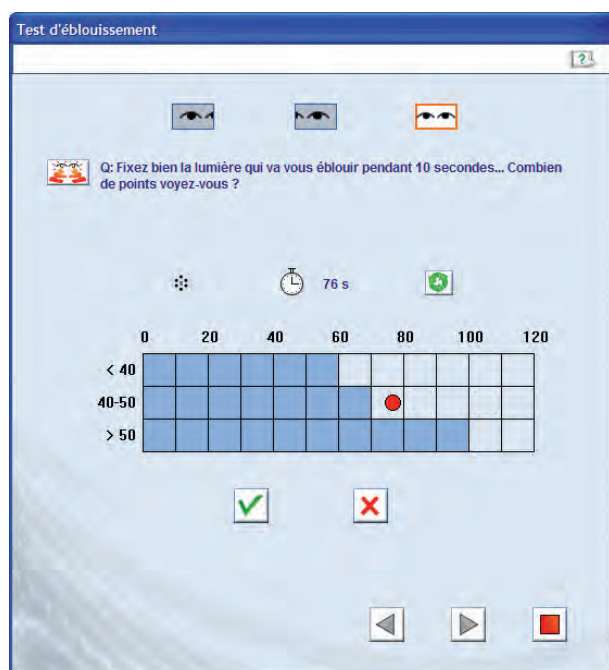 Test d'éblouissement
?
Q: Fixez bien la lumière qui va vous éblouir pendant 10 secondes... Combien
de points voyez-vous ?
76 s
0 20 40 60 80 100 120
< 40
40-50
> 50